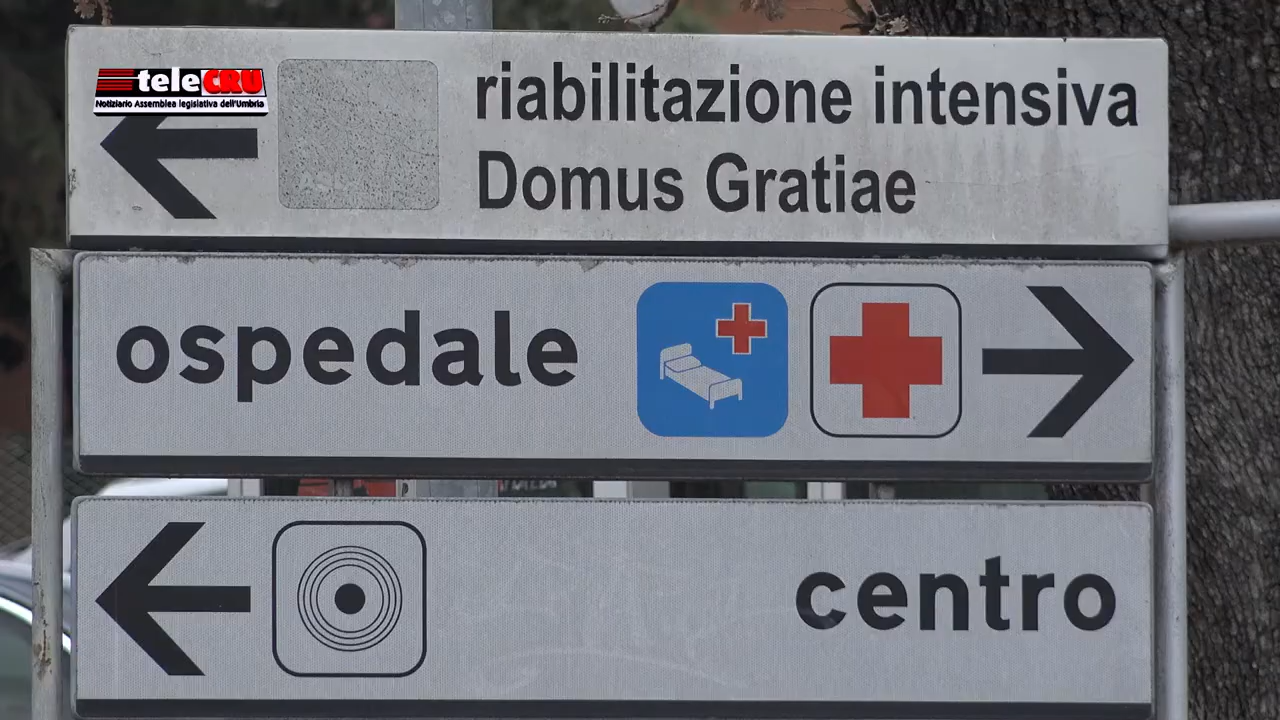 teleCRU
Notiziario Assemblea legislativa dell'Umbria
riabilitazione intensiva
Domus Gratiae
ospedale
centro